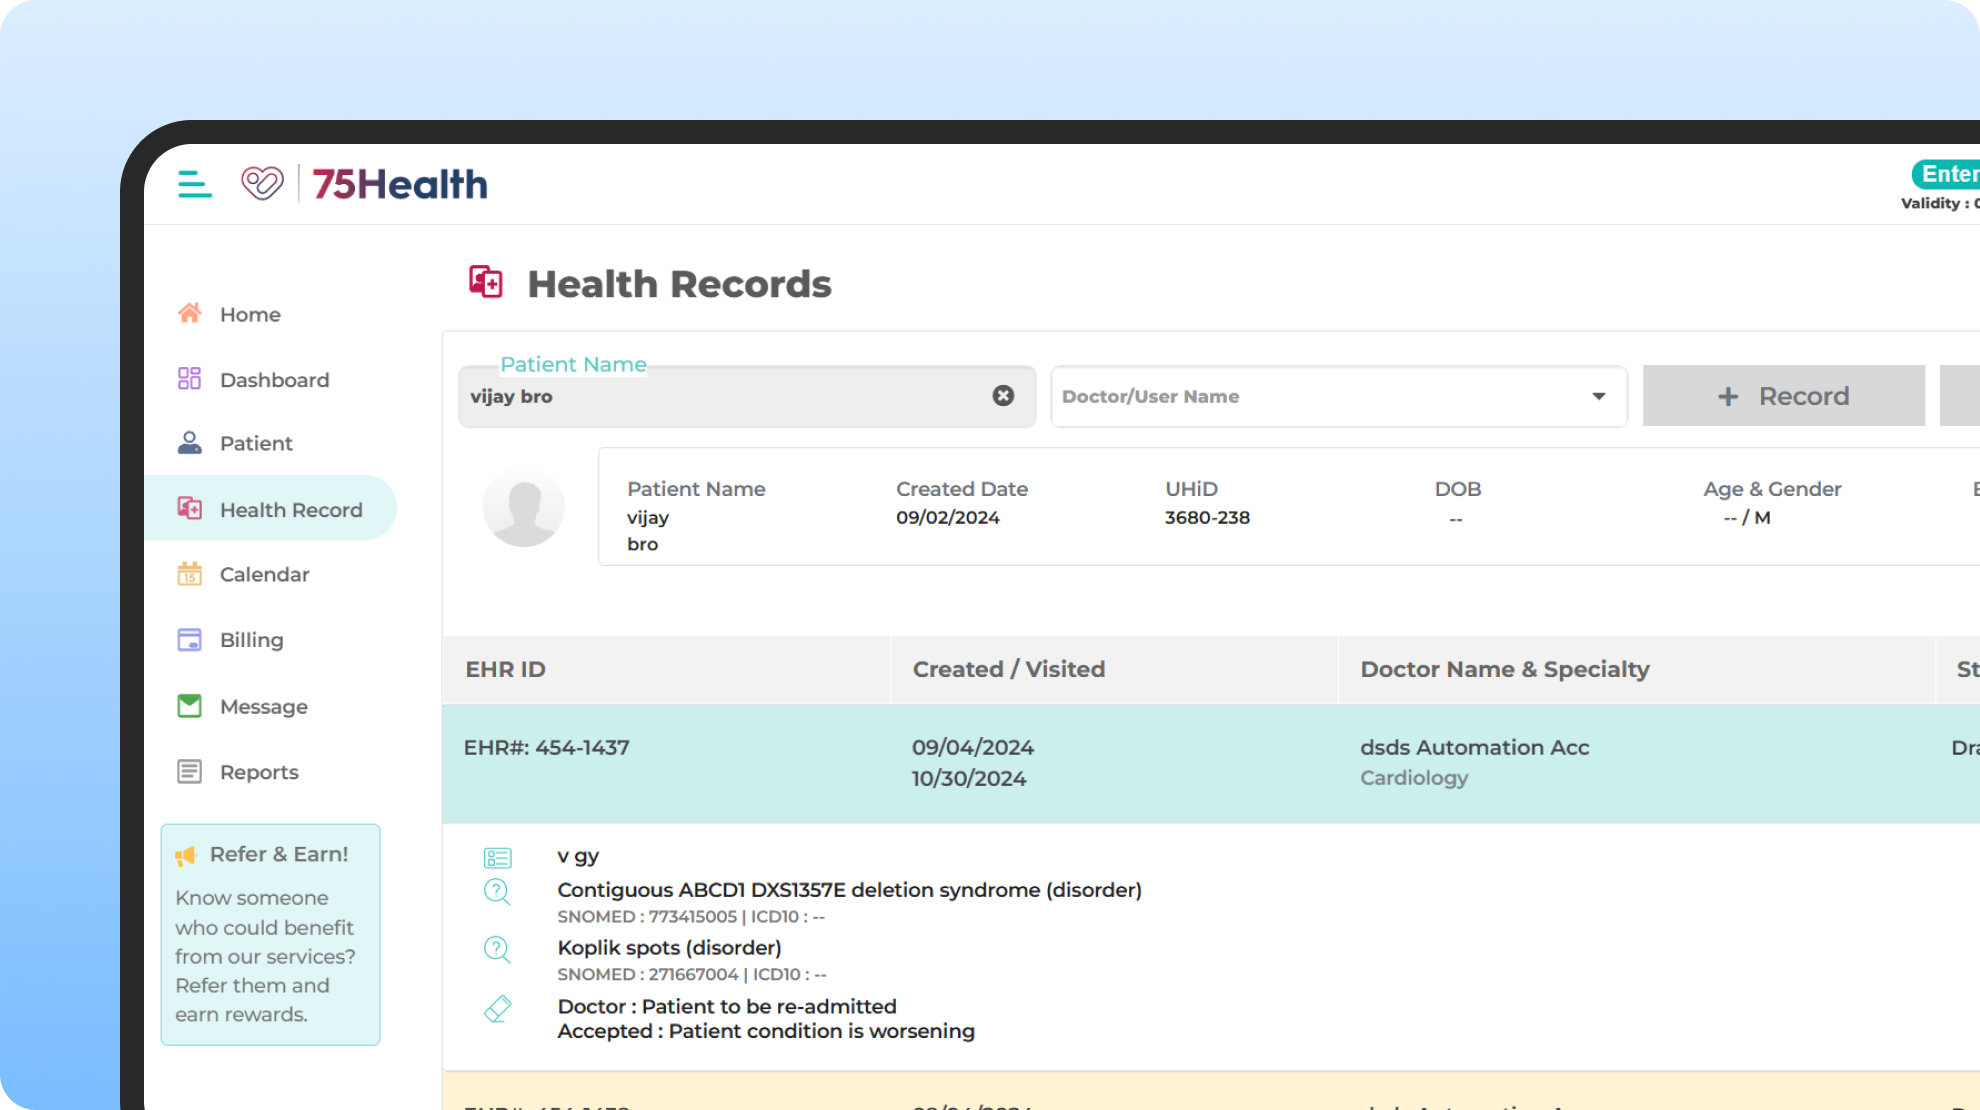 75Health
Enter
Validity :
Home
Dashboard
Patient
Health Record
Calendar
15
Billing
Message
Reports
Refer & Earn!
Know someone
who could benefit
from our services?
Refer them and
earn rewards.
Health Records
Patient Name
vijay bro
Doctor/User Name
+ Record
Patient Name
vijay
bro
Created Date
09/02/2024
UHiD
3680-238
DOB
--
Age & Gender
-- / M
EHR ID
Created / Visited
Doctor Name & Specialty
EHR#: 454-1437
09/04/2024
10/30/2024
dsds Automation Acc
Cardiology
v gy
Contiguous ABCD1 DXS1357E deletion syndrome (disorder)
SNOMED : 773415005 | ICD10 : --
Koplik spots (disorder)
SNOMED : 271667004 | ICD10 : --
Doctor : Patient to be re-admitted
Accepted : Patient condition is worsening